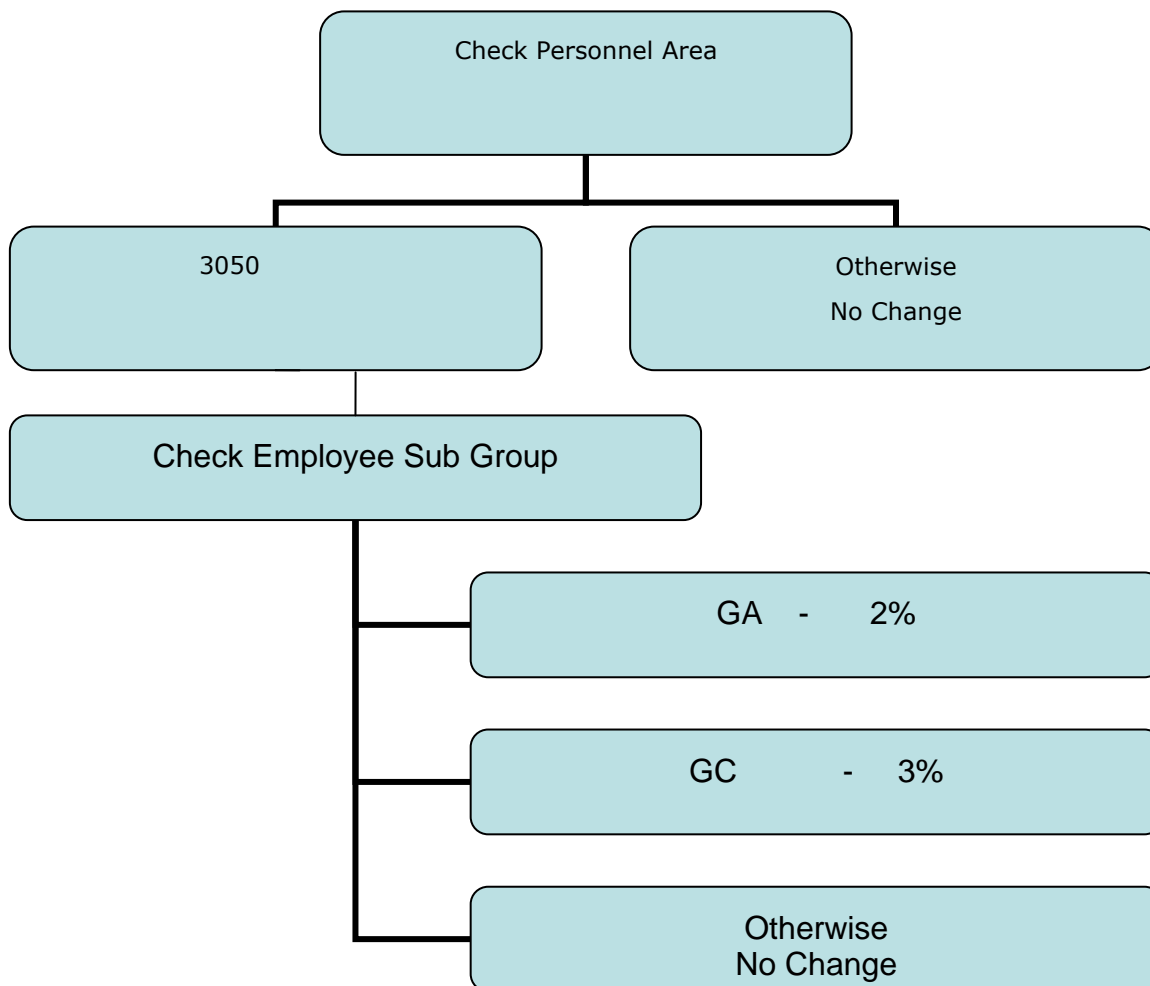 Check Personnel Area
3050
Otherwise
No Change
Check Employee Sub Group
GA - 2%
GC - 3%
Otherwise
No Change